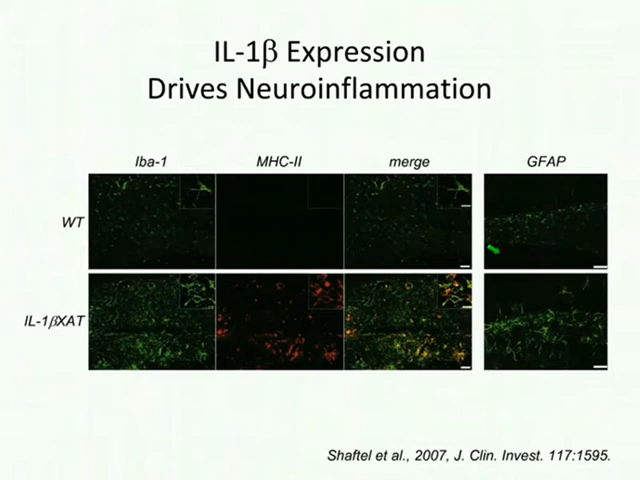 IL-1β Expression
Drives Neuroinflammation
Iba-1 MHC-II merge GFAP
WT
IL-1βXAT
Shaftel et al., 2007, J. Clin. Invest. 117:1595.